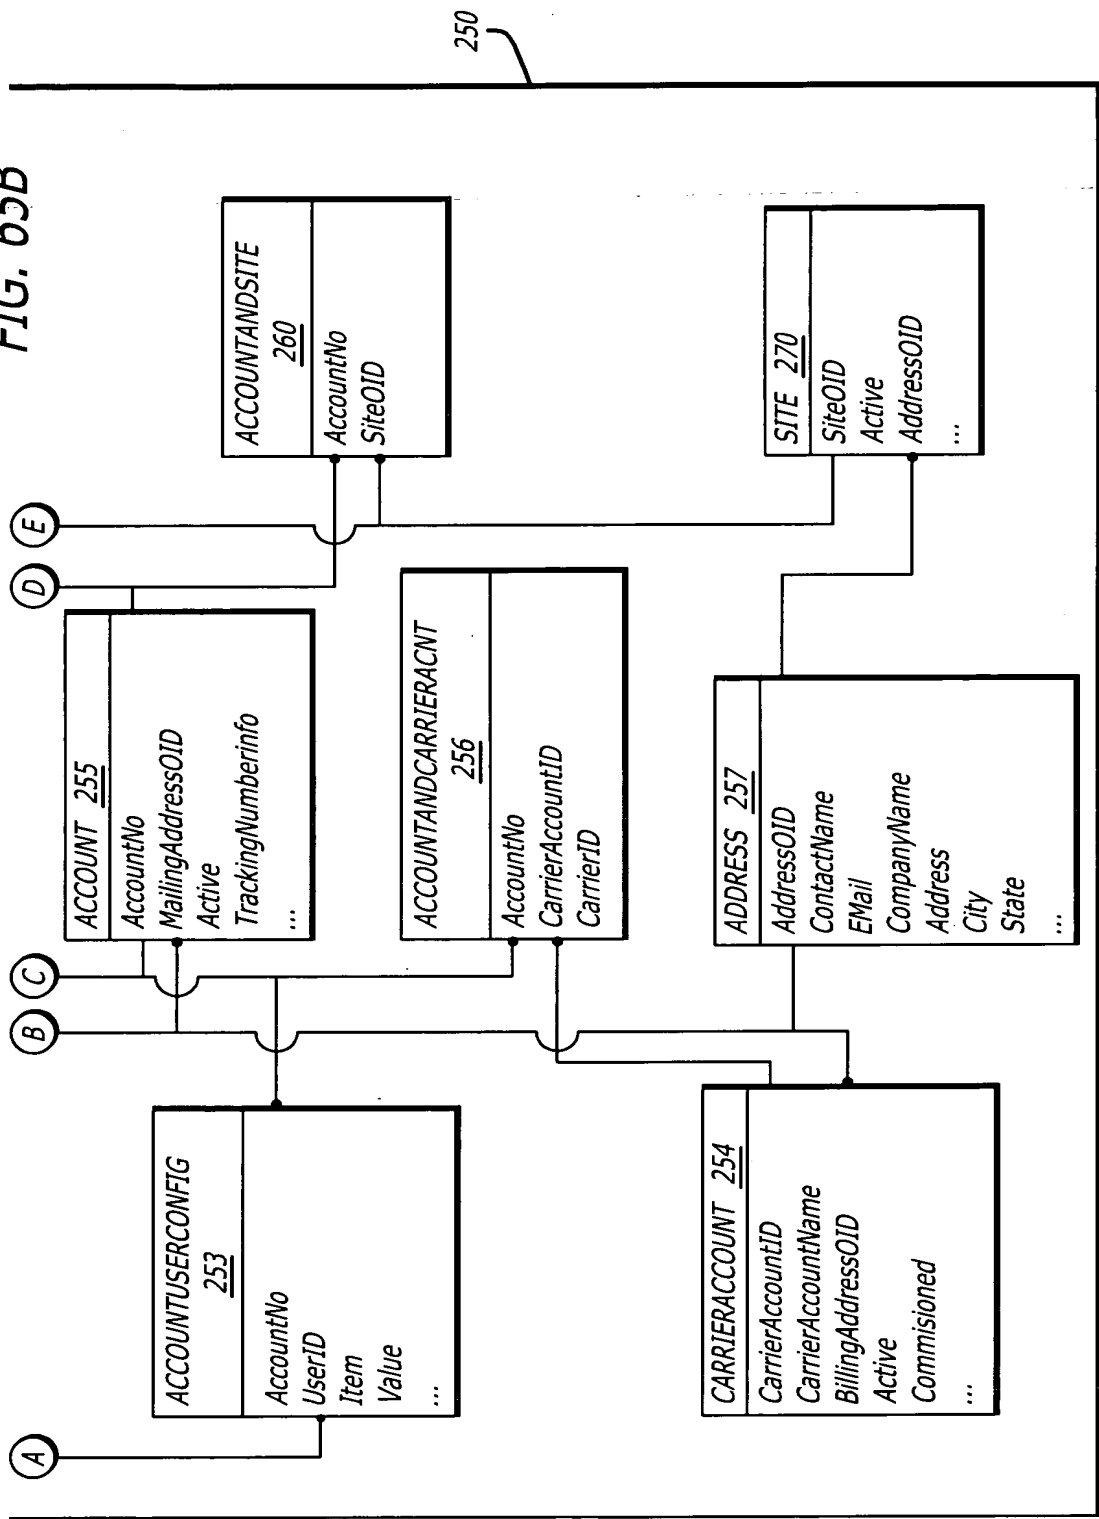 FIG. 65B
250
A
B
C
D
E
ACCOUNTUSERCONFIG
253
AccountNo
UserID
Item
Value
...
ACCOUNT 255
AccountNo
MailingAddressOID
Active
TrackingNumberinfo
...
ACCOUNTANDSITE
260
AccountNo
SiteOID
ACCOUNTANDCARRIERACNT
256
AccountNo
CarrierAccountID
CarrierID
CARRIERACCOUNT 254
CarrierAccountID
CarrierAccountName
BillingAddressOID
Active
Commisioned
...
ADDRESS 257
AddressOID
ContactName
EMail
CompanyName
Address
City
State
...
SITE 270
SiteOID
Active
AddressOID
...